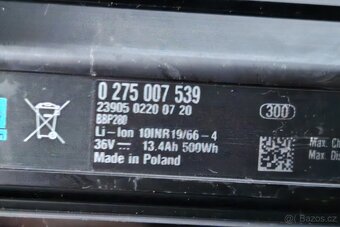 0 275 007 539
23905 0220 07 20
BBP280
Li-Ion 10INR19/66-4
36V 13.4Ah 500Wh
Made in Poland
300
Max.
Max.
bazos.cz